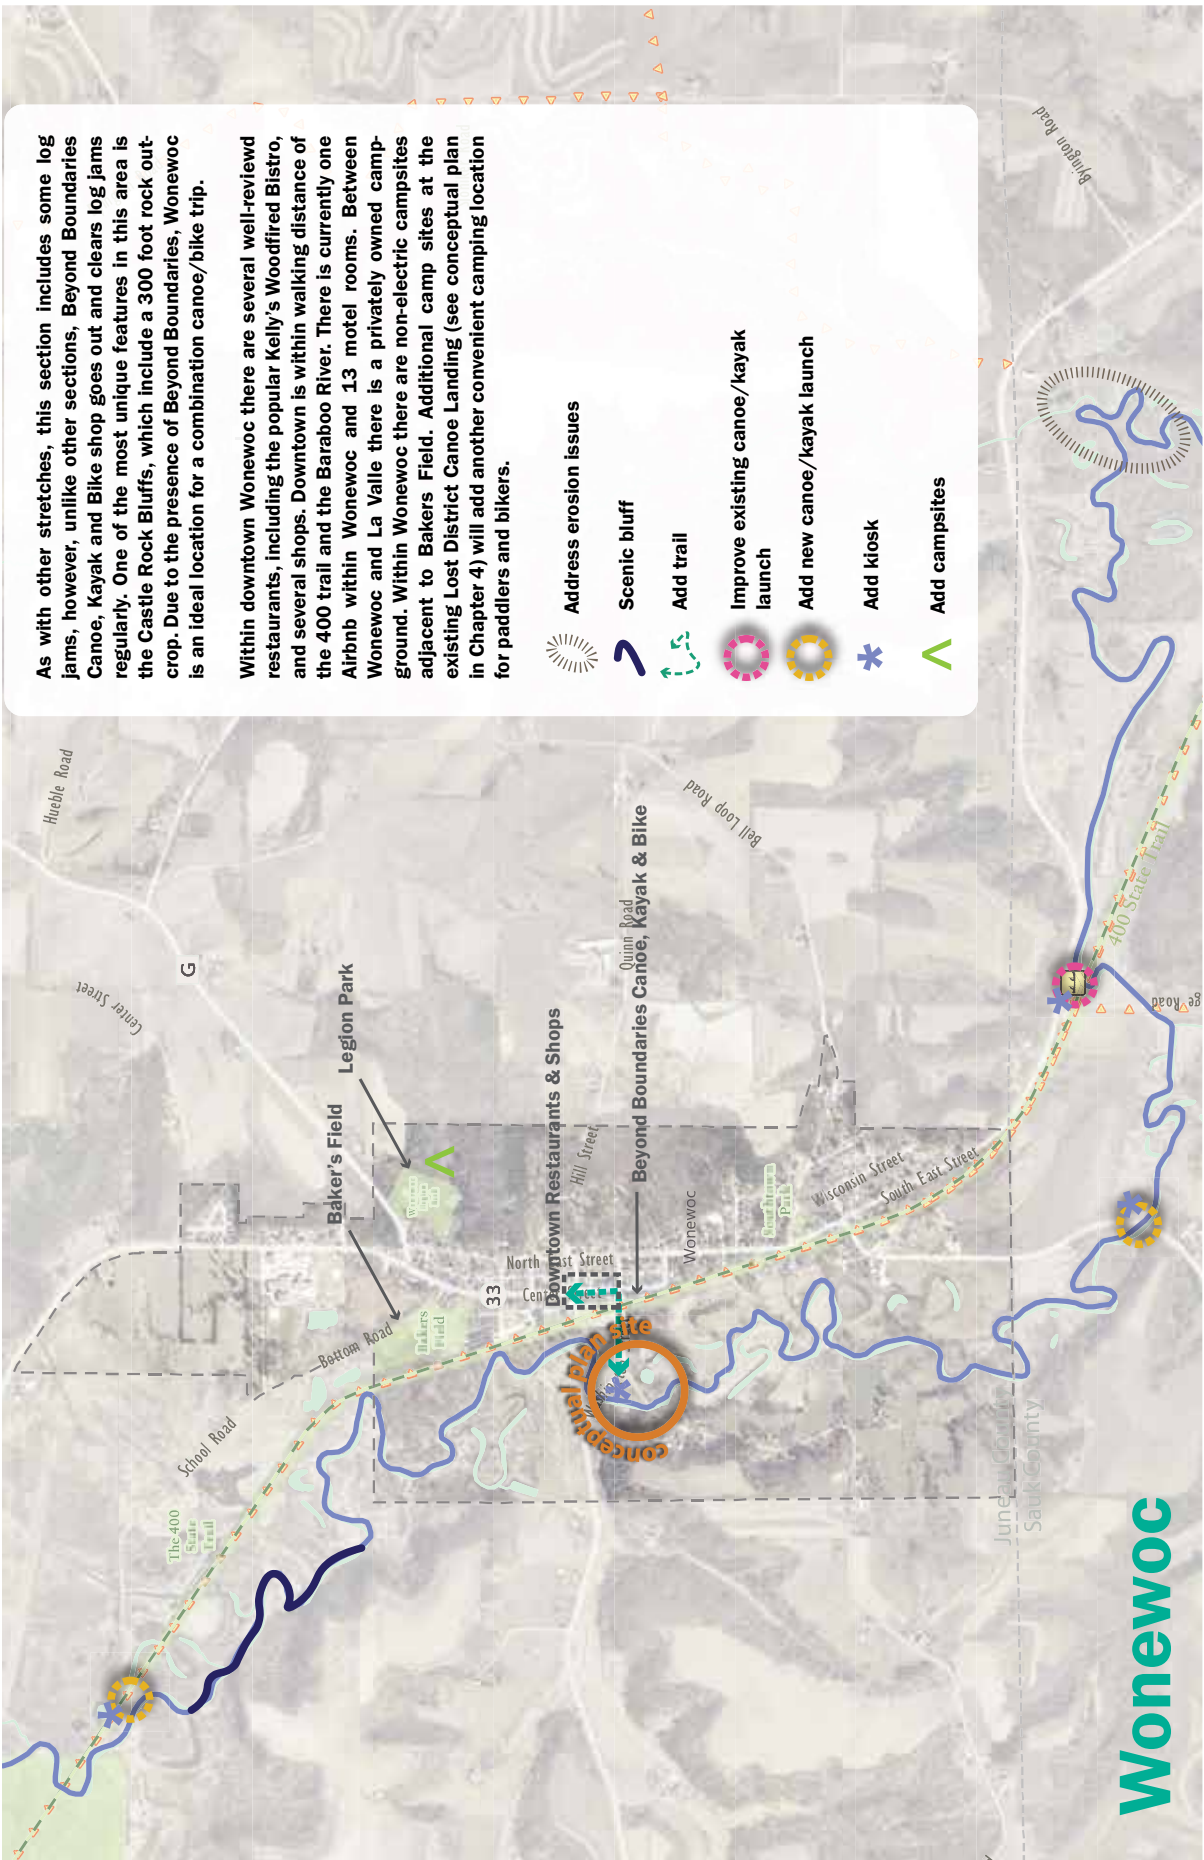 As with other stretches, this section includes some log
jams, however, unlike other sections, Beyond Boundaries
Canoe, Kayak and Bike shop goes out and clears log jams
regularly. One of the most unique features in this area is
the Castle Rock Bluffs, which include a 300 foot rock out-
crop. Due to the presence of Beyond Boundaries, Wonewoc
is an ideal location for a combination canoe/bike trip.
Within downtown Wonewoc there are several well-reviewd
restaurants, including the popular Kelly's Woodfired Bistro,
and several shops. Downtown is within walking distance of
the 400 trail and the Baraboo River. There is currently one
Airbnb within Wonewoc and 13 motel rooms. Between
Wonewoc and La Valle there is a privately owned camp-
ground. Within Wonewoc there are non-electric campsites
adjacent to Bakers Field. Additional camp sites at the
existing Lost District Canoe Landing (see conceptual plan
in Chapter 4) will add another convenient camping location
for paddlers and bikers.
Address erosion issues
Scenic bluff
Add trail
Improve existing canoe/kayak
launch
Add new canoe/kayak launch
Add kiosk
Add campsites
Hueble Road
Center Street
G
Legion Park
Baker's Field
School Road
Bottom Road
Bakers
Field
The 400
State
Trail
33
North East Street
Downtown Restaurants & Shops
Hill Street
Quinn Road
Beyond Boundaries Canoe, Kayak & Bike
Bell Loop Road
Byington Road
Wonewoc
conceptual plan site
Southtown
Park
Wisconsin Street
South East Street
400 State Trail
ge Road
Juneau County
Sauk County
Wonewoc